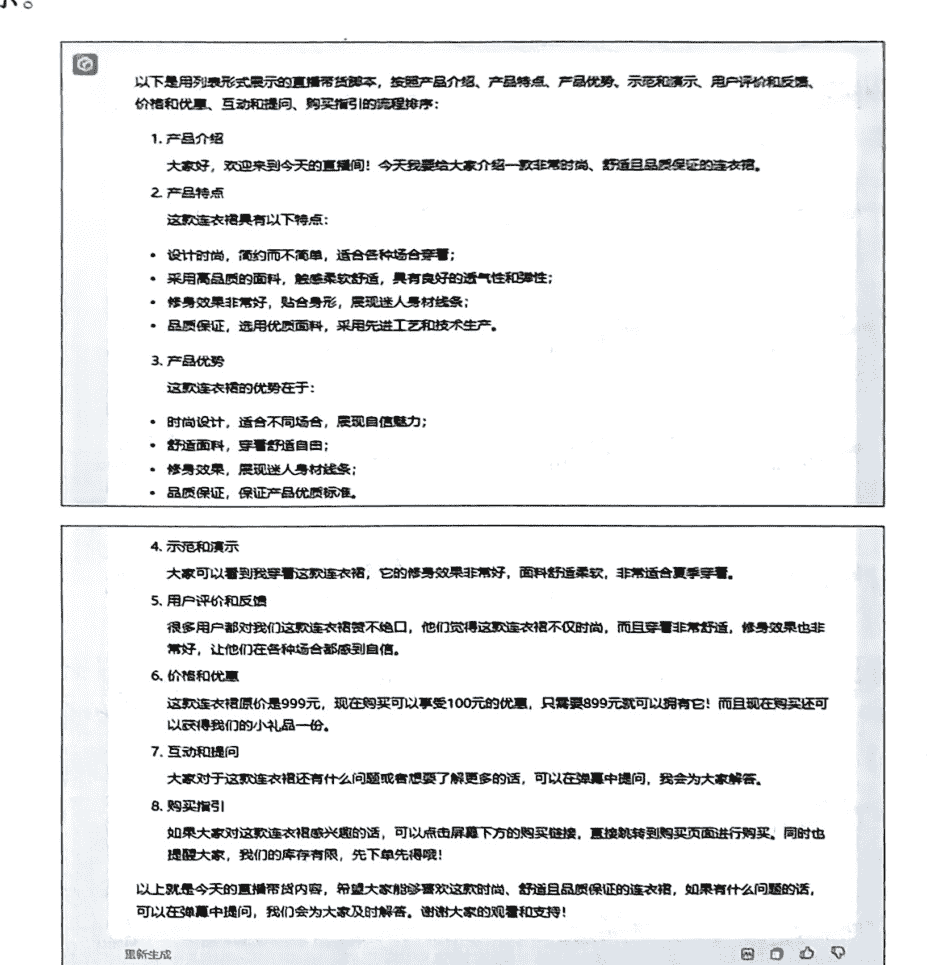 示。
以下是用列表形式展示的直播带货脚本，按照产品介绍、产品特点、产品优势、示范和演示、用户评价和反馈、
价格和优惠、互动和提问、购买指引的流程排序：
1. 产品介绍
大家好，欢迎来到今天的直播间！今天我要给大家介绍一款非常时尚、舒适且品质保证的连衣裙。
2. 产品特点
这款连衣裙具有以下特点：
• 设计时尚，简约而不简单，适合各种场合穿着；
• 采用高品质的面料，触感柔软舒适，具有良好的透气性和弹性；
• 修身效果非常好，贴合身形，展现迷人身材线条；
• 品质保证，选用优质面料，采用先进工艺和技术生产。
3. 产品优势
这款连衣裙的优势在于：
• 时尚设计，适合不同场合，展现自信魅力；
• 舒适面料，穿着舒适自由；
• 修身效果，展现迷人身材线条；
• 品质保证，保证产品优质标准。
4. 示范和演示
大家可以看到我穿着这款连衣裙，它的修身效果非常好，面料舒适柔软，非常适合夏季穿着。
5. 用户评价和反馈
很多用户都对我们这款连衣裙赞不绝口，他们觉得这款连衣裙不仅时尚，而且穿着非常舒适，修身效果也非
常好，让他们在各种场合都感到自信。
6. 价格和优惠
这款连衣裙原价是999元，现在购买可以享受100元的优惠，只需要899元就可以拥有它！而且现在购买还可
以获得我们的小礼品一份。
7. 互动和提问
大家对于这款连衣裙还有什么问题或者想要了解更多的话，可以在弹幕中提问，我会为大家解答。
8. 购买指引
如果大家对这款连衣裙感兴趣的话，可以点击屏幕下方的购买链接，直接跳转到购买页面进行购买。同时也
提醒大家，我们的库存有限，先下单先得哦！
以上就是今天的直播带货内容，希望大家能够喜欢这款时尚、舒适且品质保证的连衣裙，如果有什么问题的话，
可以在弹幕中提问，我们会为大家及时解答。谢谢大家的观看和支持！
重新生成